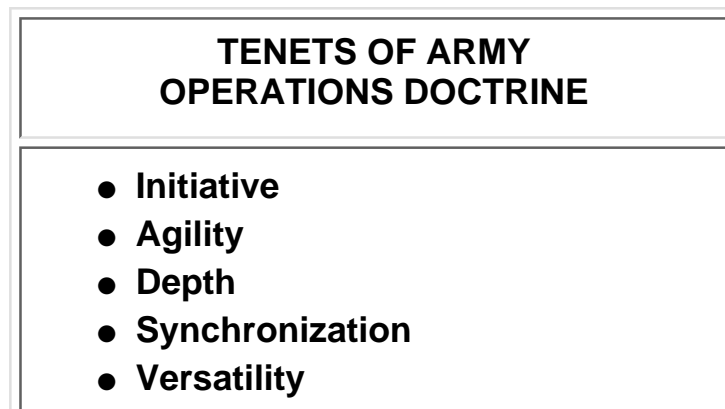 TENETS OF ARMY
OPERATIONS DOCTRINE
● Initiative
● Agility
● Depth
● Synchronization
● Versatility